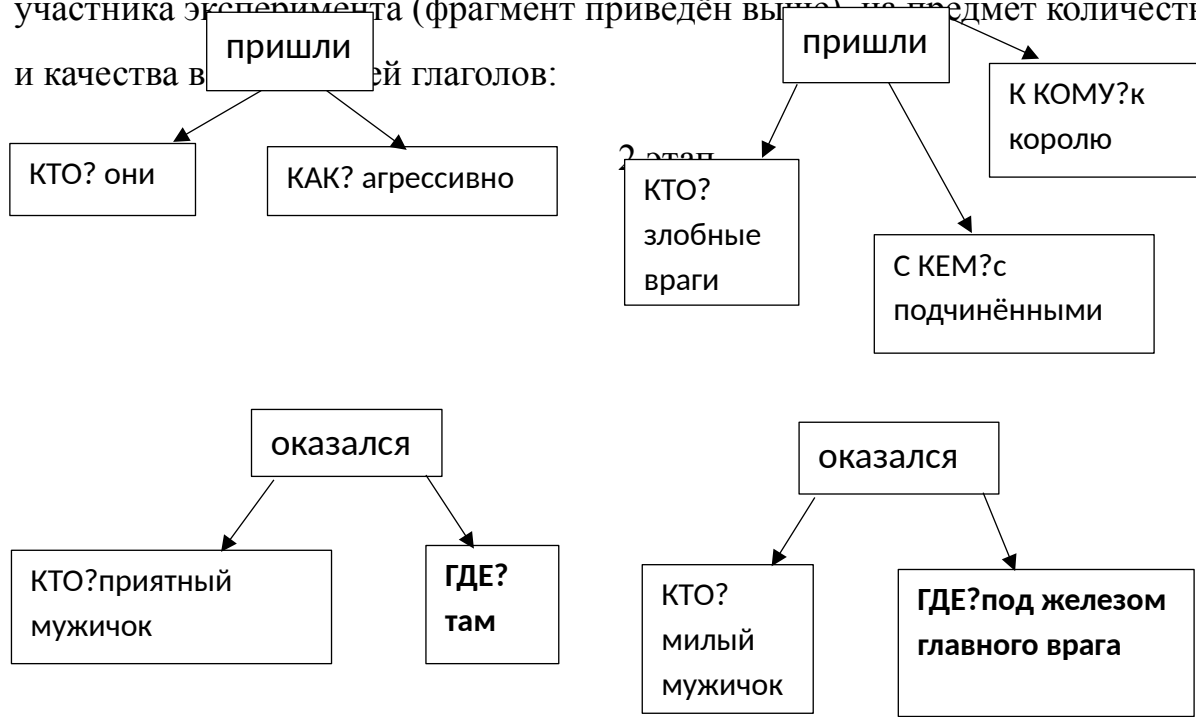 участника эксперимента (фрагмент приведён выше) на предмет количеств
пришли
и качества в ей глаголов:
КТО? они
КАК? агрессивно
2 этап
пришли
К КОМУ?к
королю
КТО?
злобные
враги
С КЕМ?с
подчинёнными
оказался
КТО?приятный
мужичок
ГДЕ?
там
оказался
КТО?
милый
мужичок
ГДЕ?под железом
главного врага